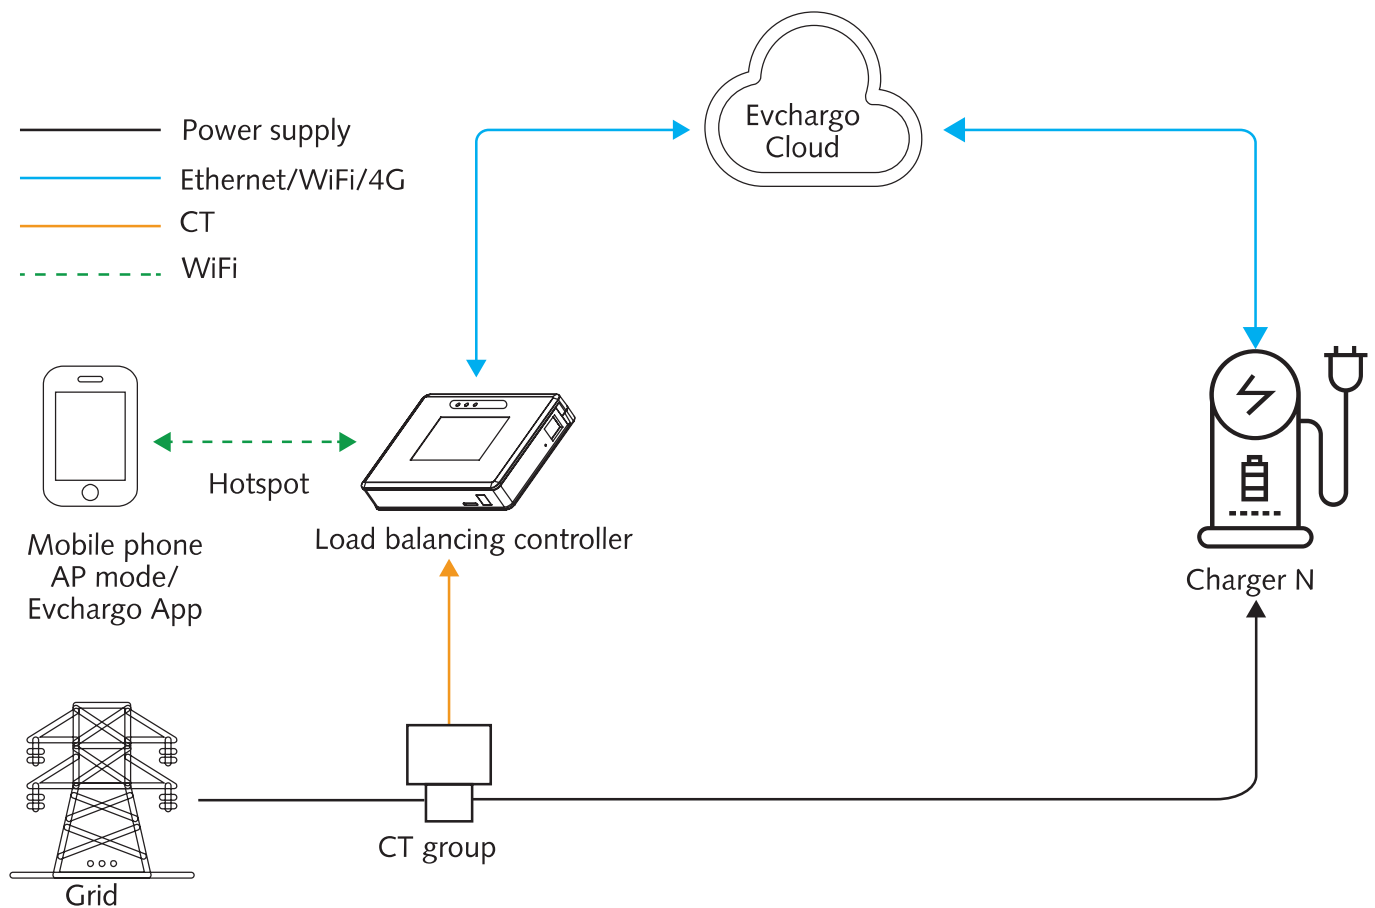 Evchargo
Cloud
Power supply
Ethernet/WiFi/4G
CT
WiFi
Hotspot
Load balancing controller
Mobile phone
AP mode/
Evchargo App
Charger N
CT group
Grid